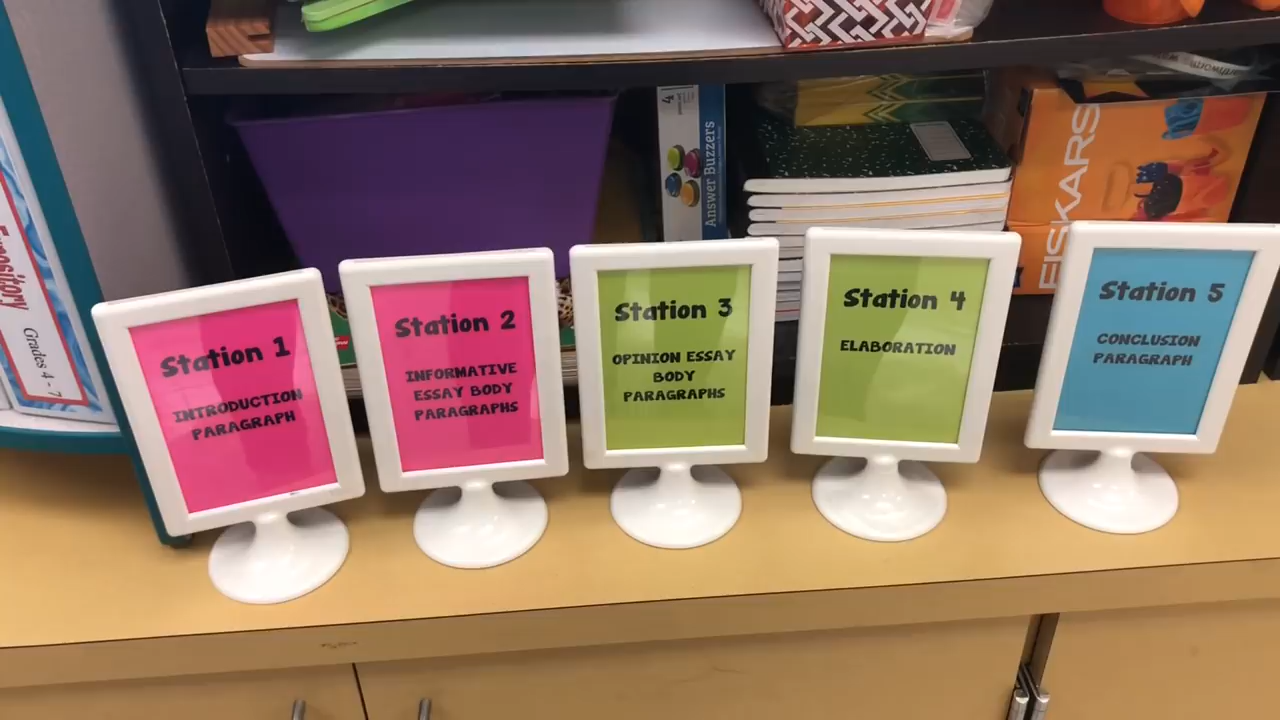 Station 1
INTRODUCTION
PARAGRAPH
Station 2
INFORMATIVE
ESSAY BODY
PARAGRAPHS
Station 3
OPINION ESSAY
BODY
PARAGRAPHS
Station 4
ELABORATION
Station 5
CONCLUSION
PARAGRAPH
4
Answer Buzzers
FISKARS
Expository
Grades 4 - 7